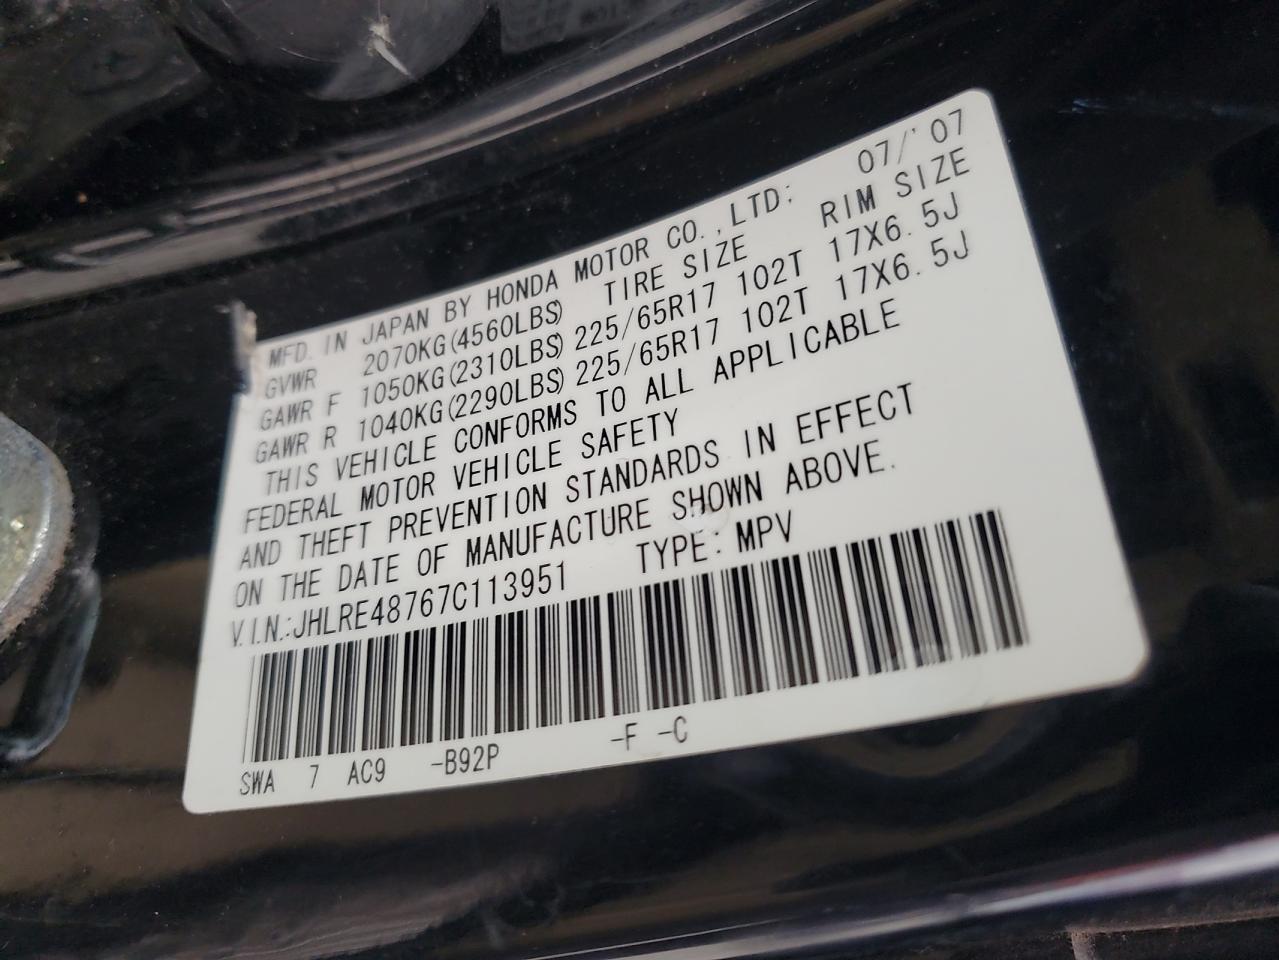 MFD. IN JAPAN BY HONDA MOTOR CO.,LTD: 07/'07
GVWR 2070KG(4560LBS) TIRE SIZE RIM SIZE
GAWR F 1050KG(2310LBS) 225/65R17 102T 17X6.5J
GAWR R 1040KG(2290LBS) 225/65R17 102T 17X6.5J
THIS VEHICLE CONFORMS TO ALL APPLICABLE
FEDERAL MOTOR VEHICLE SAFETY
AND THEFT PREVENTION STANDARDS IN EFFECT
ON THE DATE OF MANUFACTURE SHOWN ABOVE.
V.I.N.:JHLRE48767C113951 TYPE: MPV
SWA 7 AC9 -B92P -F -C